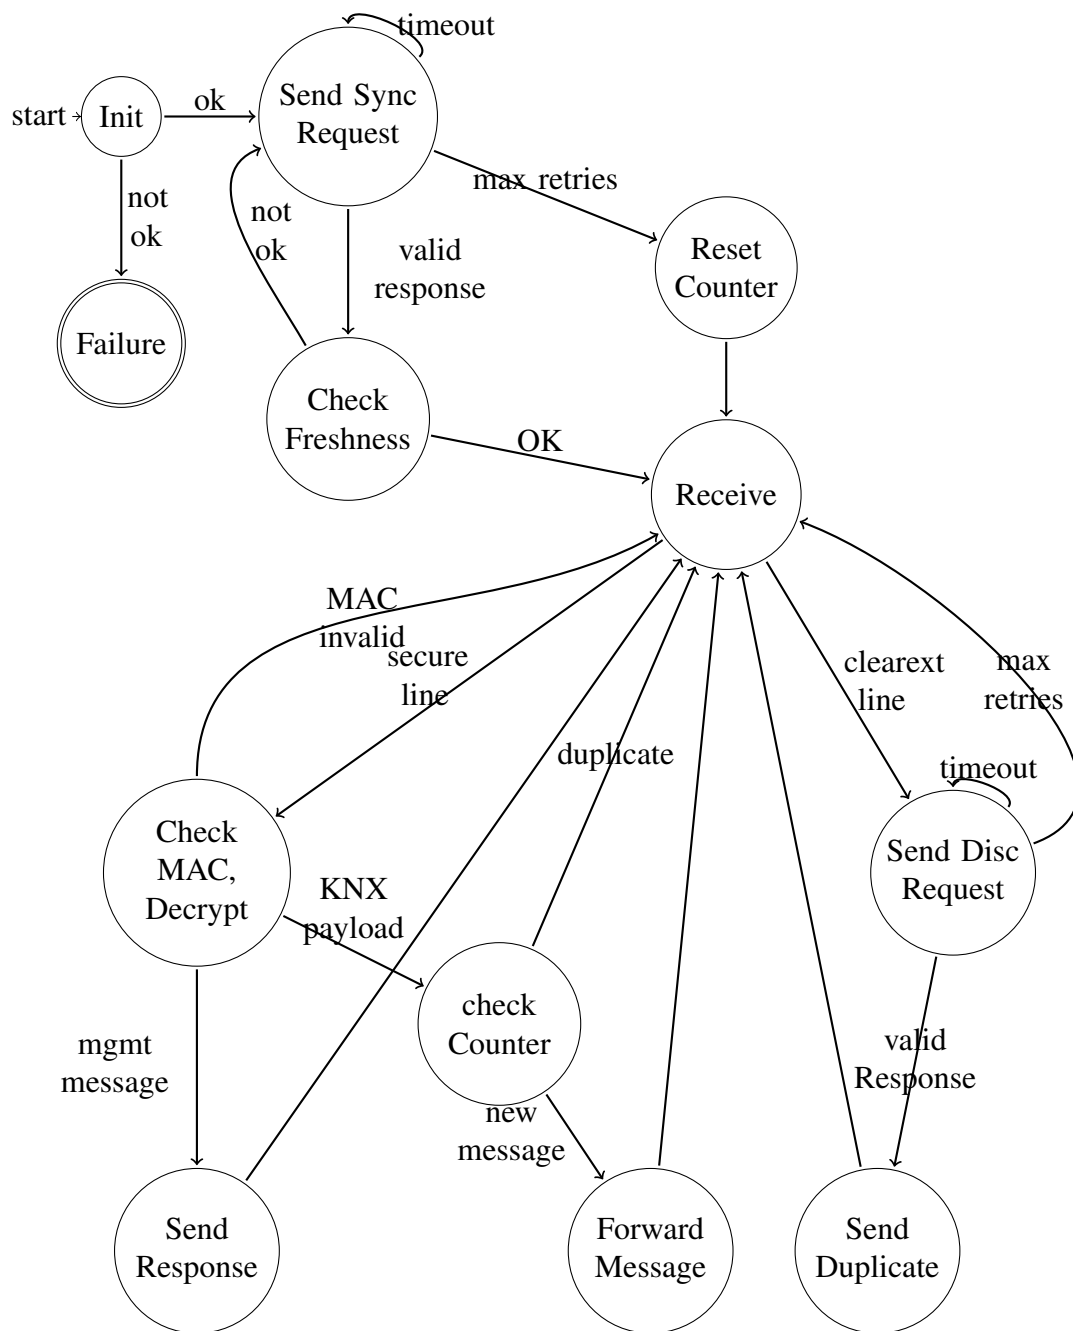 timeout
Send Sync
Request
start
Init
ok
max retries
not
ok
not
ok
valid
response
Reset
Counter
Failure
Check
Freshness
OK
Receive
MAC
invalid
secure
line
clearext
line
max
retries
duplicate
timeout
Check
MAC,
Decrypt
Send Disc
Request
KNX
payload
check
Counter
mgmt
message
valid
Response
new
message
Send
Response
Forward
Message
Send
Duplicate